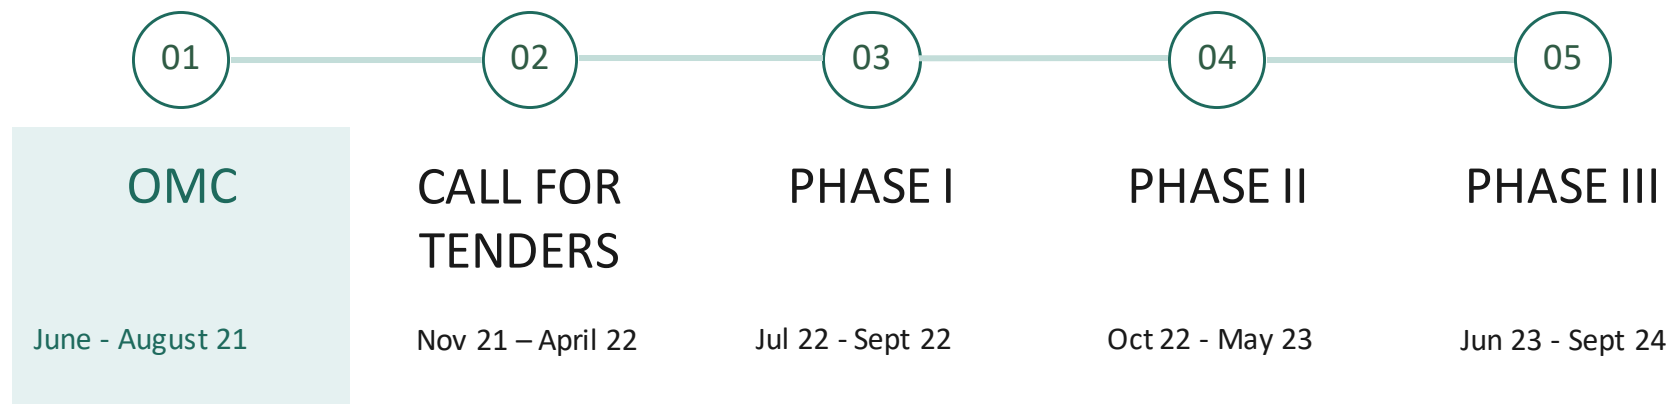 01 02 03 04 05
OMC CALL FOR PHASE I PHASE II PHASE III
TENDERS
June - August 21 Nov 21 – April 22 Jul 22 - Sept 22 Oct 22 - May 23 Jun 23 - Sept 24